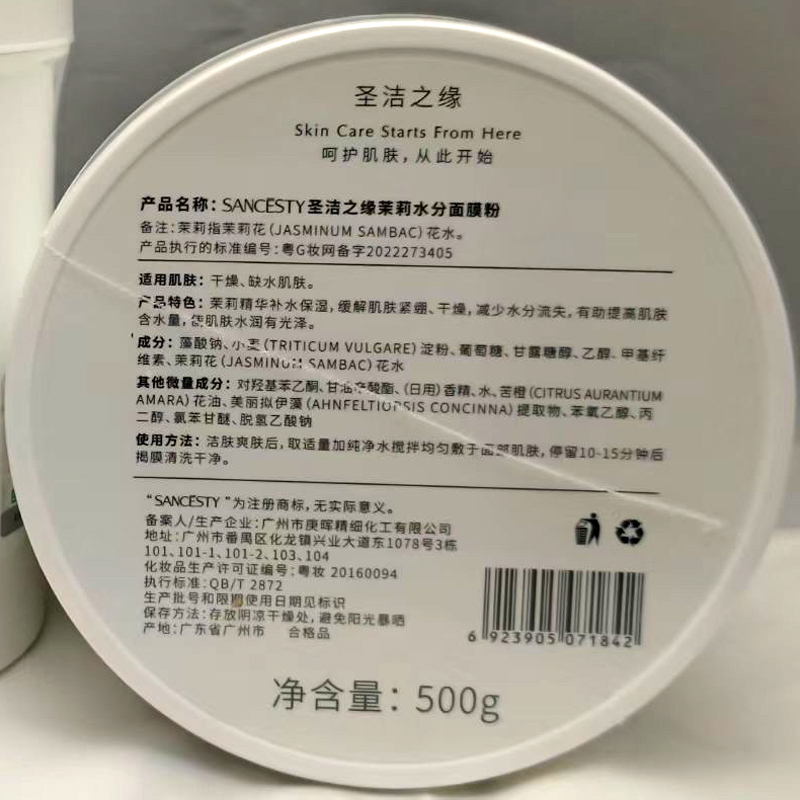 圣洁之缘
Skin Care Starts From Here
呵护肌肤，从此开始
产品名称：SANCESTY圣洁之缘茉莉水分面膜粉
备注：茉莉指茉莉花(JASMINUM SAMBAC)花水。
产品执行的标准编号：粤G妆网备字2022273405
适用肌肤：干燥、缺水肌肤。
产品特色：茉莉精华补水保湿，缓解肌肤紧绷、干燥，减少水分流失，有助提高肌肤
含水量，使肌肤水润有光泽。
成分：藻酸钠、小麦(TRITICUM VULGARE)淀粉、葡萄糖、甘露糖醇、乙醇、甲基纤
维素、茉莉花(JASMINUM SAMBAC)花水
其他微量成分：对羟基苯乙酮、甘油辛酸酯、(日用)香精、水、苦橙(CITRUS AURANTIUM
AMARA)花油、美丽拟伊藻(AHNFELTIOPSIS CONCINNA)提取物、苯氧乙醇、丙
二醇、氯苯甘醚、脱氢乙酸钠
使用方法：洁肤爽肤后，取适量加纯净水搅拌均匀敷于面部肌肤，停留10-15分钟后
揭膜清洗干净。
“SANCESTY”为注册商标，无实际意义。
备案人/生产企业：广州市庚晖精细化工有限公司
地址：广州市番禺区化龙镇兴业大道东1078号3栋
101、101-1、101-2、103、104
化妆品生产许可证编号：粤妆 20160094
执行标准：QB/T 2872
生产批号和限期使用日期见标识
保存方法：存放阴凉干燥处，避免阳光暴晒
产地：广东省广州市 合格品
6 923905 071842
净含量：500g